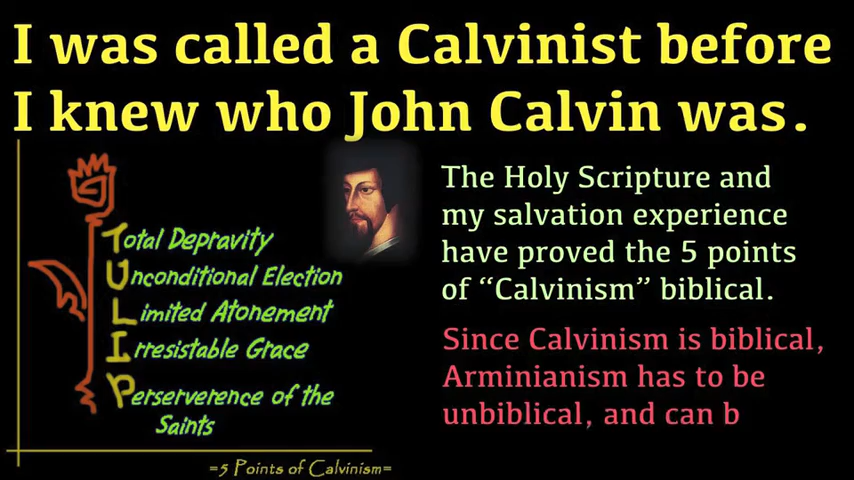 I was called a Calvinist before
I knew who John Calvin was.
Total Depravity
Unconditional Election
Limited Atonement
Irresistable Grace
Perserverence of the
Saints
=5 Points of Calvinism=
The Holy Scripture and
my salvation experience
have proved the 5 points
of “Calvinism” biblical.
Since Calvinism is biblical,
Arminianism has to be
unbiblical, and can b